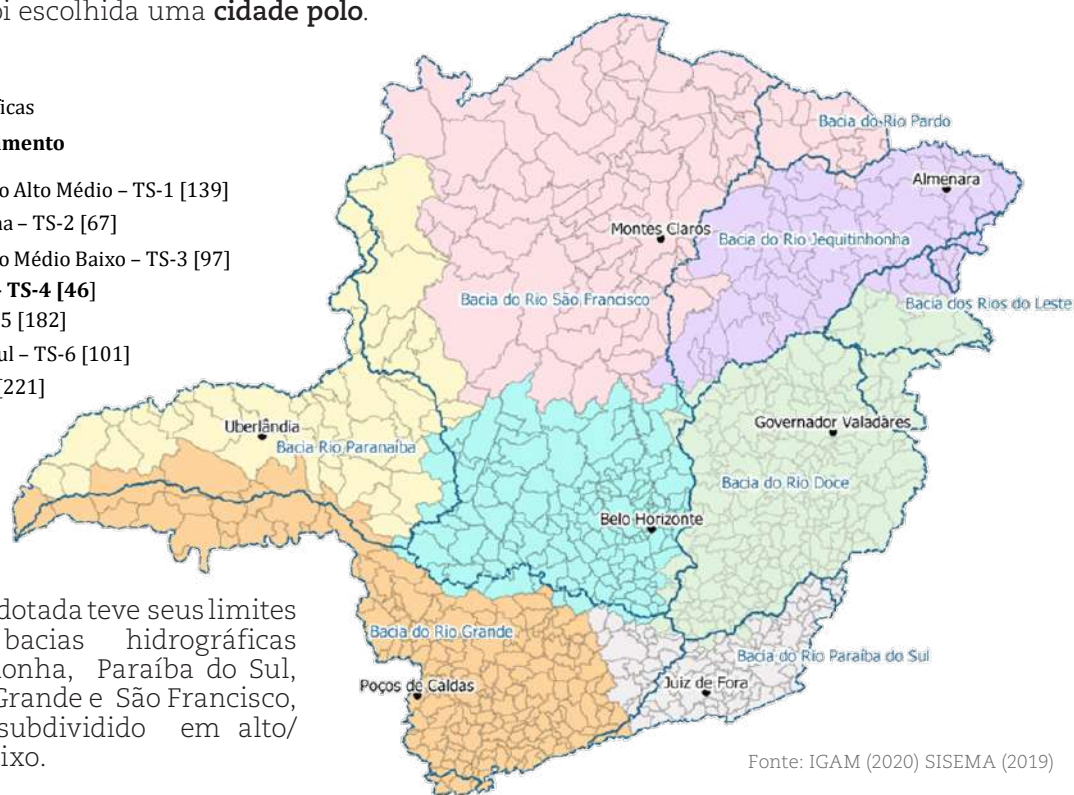 oi escolhida uma cidade polo.
ficas
amento
o Alto Médio – TS-1 [139]
na – TS-2 [67]
o Médio Baixo – TS-3 [97]
– TS-4 [46]
5 [182]
ul – TS-6 [101]
[221]
Bacia do Rio Pardo
Almenara
Montes Claros
Bacia do Rio Jequitinhonha
Bacia do Rio São Francisco
Bacia dos Rios do Leste
Uberlândia
Governador Valadares
Bacia Rio Paranaíba
Bacia do Rio Doce
Belo Horizonte
dotada teve seus limites
bacias hidrográficas
onha, Paraíba do Sul,
Grande e São Francisco,
subdividido em alto/
ixo.
Bacia do Rio Grande
Bacia do Rio Paraíba do Sul
Poços de Caldas
Juiz de Fora
Fonte: IGAM (2020) SISEMA (2019)